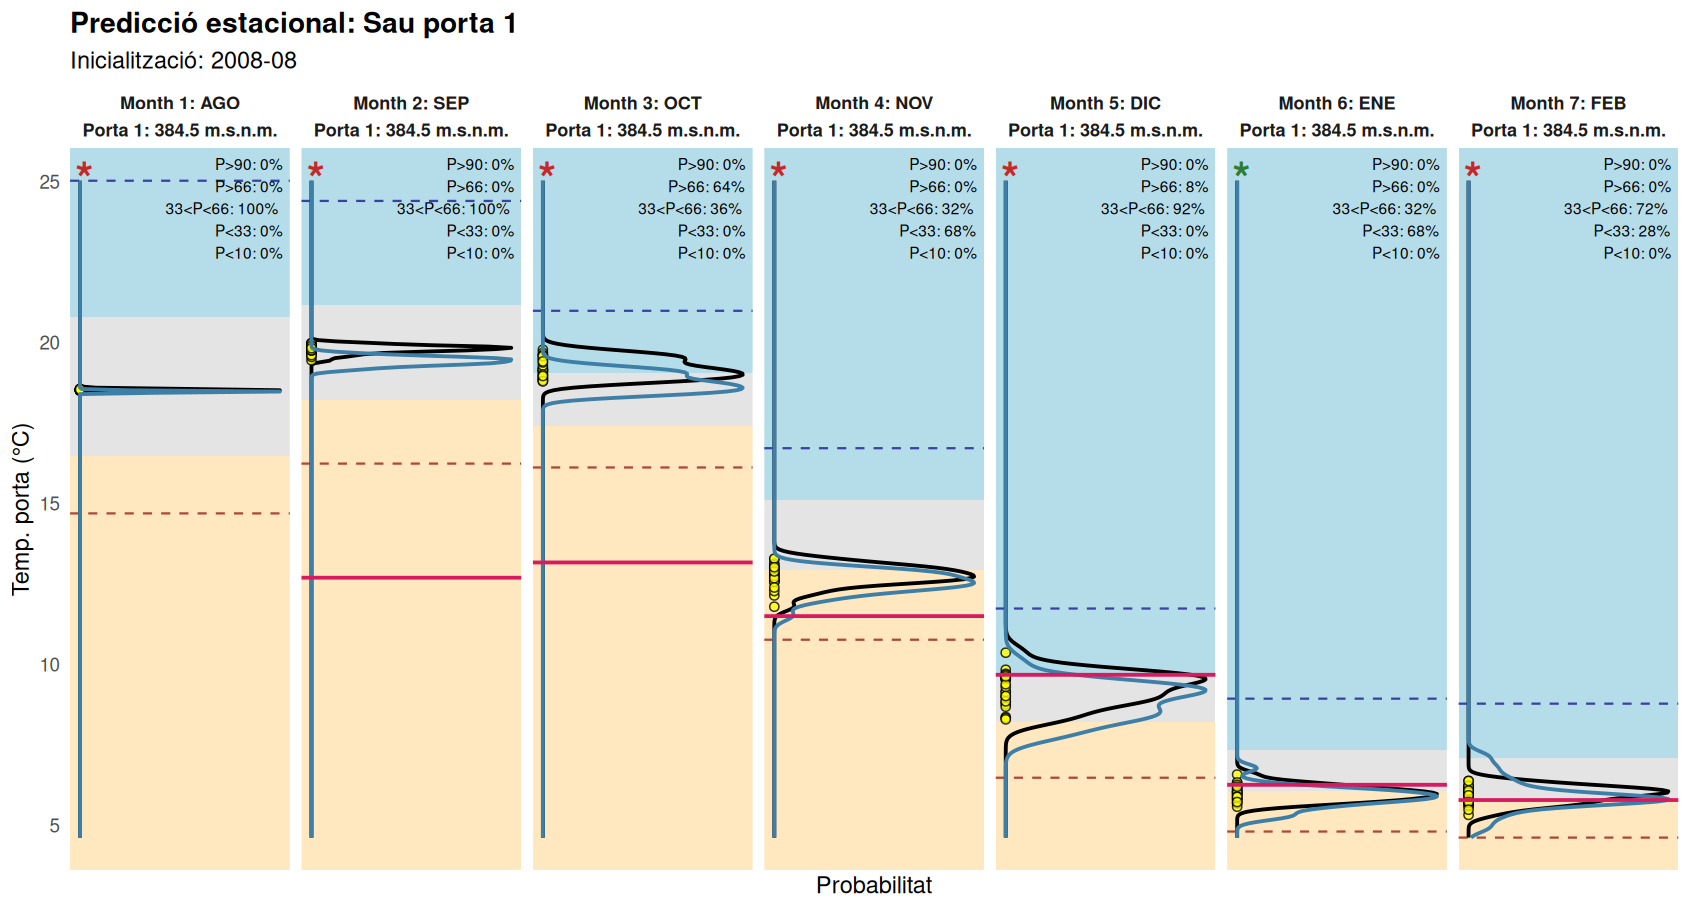 Predicció estacional: Sau porta 1
Inicialització: 2008-08
Month 1: AGO
Porta 1: 384.5 m.s.n.m.
Month 2: SEP
Porta 1: 384.5 m.s.n.m.
Month 3: OCT
Porta 1: 384.5 m.s.n.m.
Month 4: NOV
Porta 1: 384.5 m.s.n.m.
Month 5: DIC
Porta 1: 384.5 m.s.n.m.
Month 6: ENE
Porta 1: 384.5 m.s.n.m.
Month 7: FEB
Porta 1: 384.5 m.s.n.m.
*
P>90: 0%
P>66: 0%
33<P<66: 100%
P<33: 0%
P<10: 0%
*
P>90: 0%
P>66: 0%
33<P<66: 100%
P<33: 0%
P<10: 0%
*
P>90: 0%
P>66: 64%
33<P<66: 36%
P<33: 0%
P<10: 0%
*
P>90: 0%
P>66: 0%
33<P<66: 32%
P<33: 68%
P<10: 0%
*
P>90: 0%
P>66: 8%
33<P<66: 92%
P<33: 0%
P<10: 0%
*
P>90: 0%
P>66: 0%
33<P<66: 32%
P<33: 68%
P<10: 0%
*
P>90: 0%
P>66: 0%
33<P<66: 72%
P<33: 28%
P<10: 0%
25
20
15
10
5
Temp. porta (°C)
Probabilitat